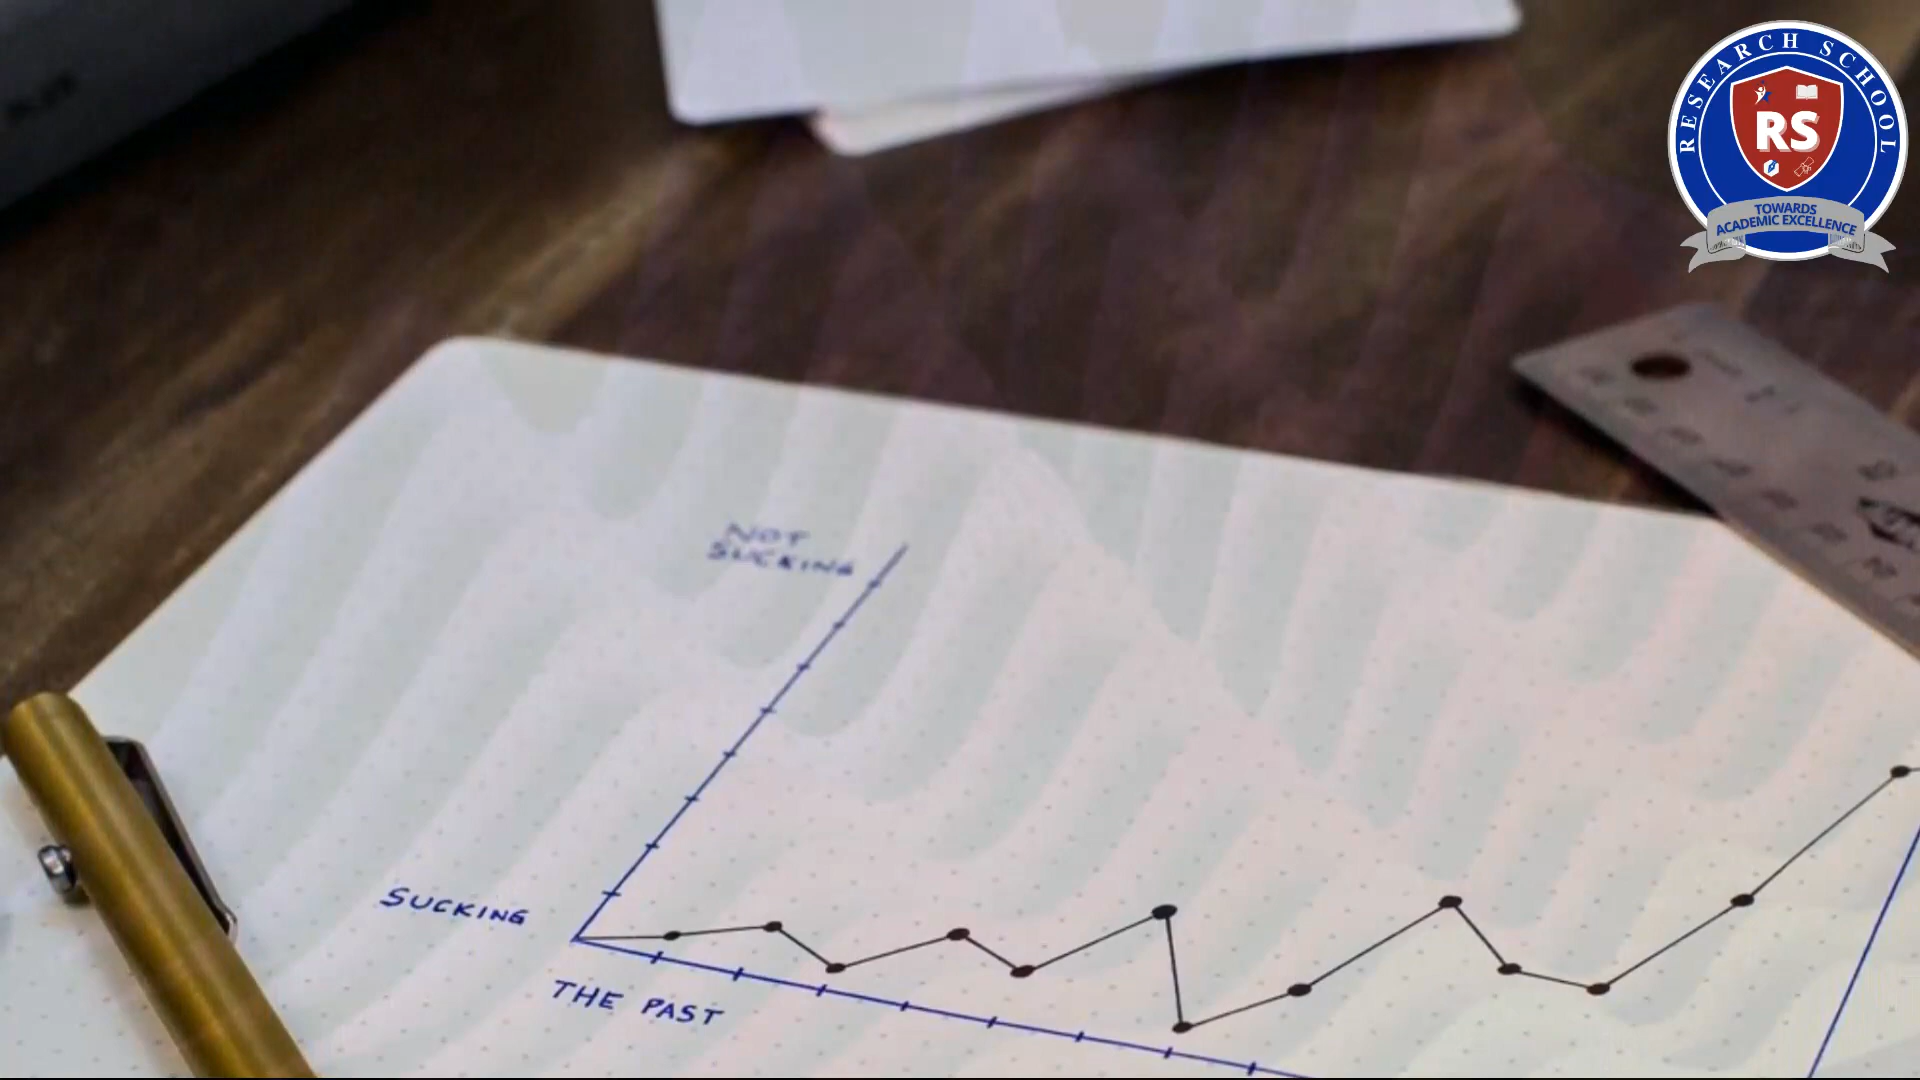 RESEARCH SCHOOL
RS
TOWARDS
ACADEMIC EXCELLENCE
NOT
SUCKING
SUCKING
THE PAST